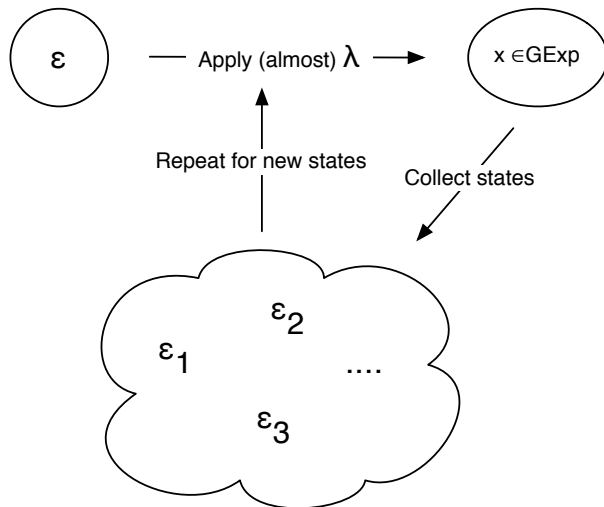 ε
Apply (almost) λ
x ∈GExp
Repeat for new states
Collect states
ε2
ε1
....
ε3